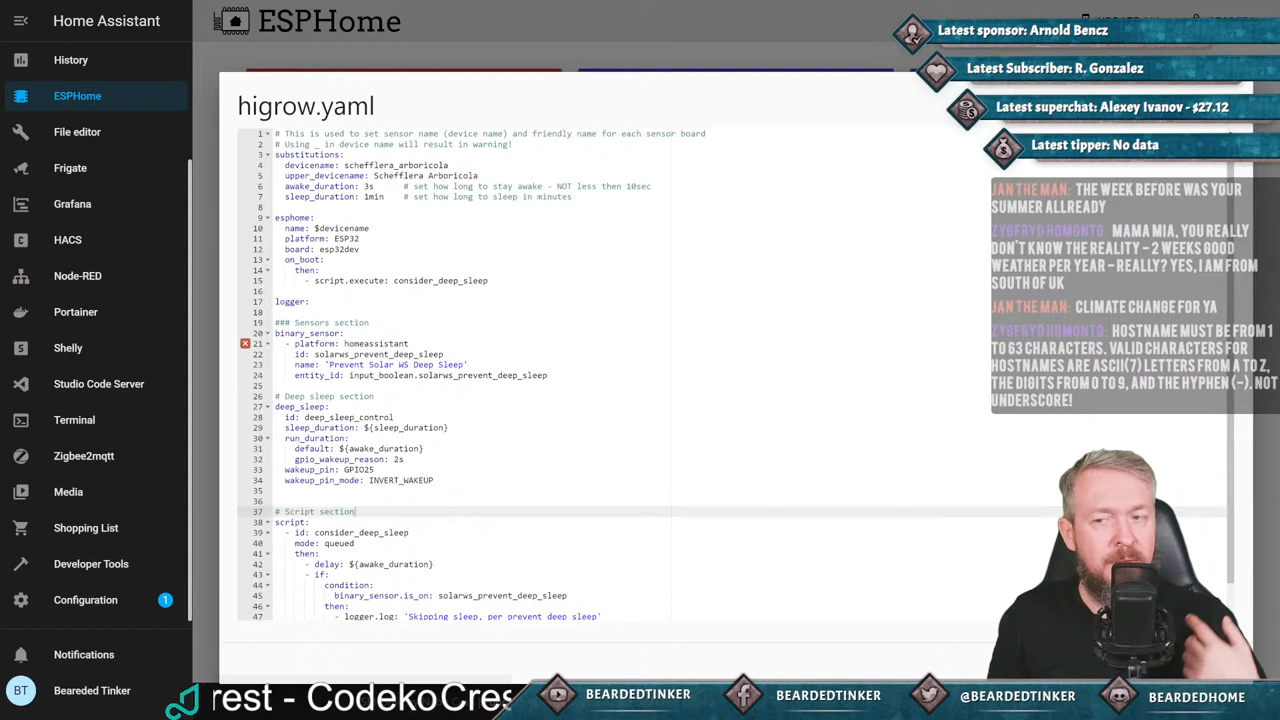 Home Assistant
History
ESPHome
File editor
Frigate
Grafana
HACS
Node-RED
Portainer
Shelly
Studio Code Server
Terminal
Zigbee2mqtt
Media
Shopping List
Developer Tools
Configuration
1
Notifications
BT
Bearded Tinker
ESPHome
higrow.yaml
1 # This is used to set sensor name (device name) and friendly name for each sensor board
2 # Using _ in device name will result in warning!
3 substitutions:
4 devicename: schefflera_arboricola
5 upper_devicename: Schefflera Arboricola
6 awake_duration: 3s # set how long to stay awake - NOT less then 10sec
7 sleep_duration: 1min # set how long to sleep in minutes
8
9 esphome:
10 name: $devicename
11 platform: ESP32
12 board: esp32dev
13 on_boot:
14 then:
15 - script.execute: consider_deep_sleep
16
17 logger:
18
19 ### Sensors section
20 binary_sensor:
21 - platform: homeassistant
22 id: solarws_prevent_deep_sleep
23 name: 'Prevent Solar WS Deep Sleep'
24 entity_id: input_boolean.solarws_prevent_deep_sleep
25
26 # Deep sleep section
27 deep_sleep:
28 id: deep_sleep_control
29 sleep_duration: ${sleep_duration}
30 run_duration:
31 default: ${awake_duration}
32 gpio_wakeup_reason: 2s
33 wakeup_pin: GPIO25
34 wakeup_pin_mode: INVERT_WAKEUP
35
36
37 # Script section
38 script:
39 - id: consider_deep_sleep
40 mode: queued
41 then:
42 - delay: ${awake_duration}
43 - if:
44 condition:
45 binary_sensor.is_on: solarws_prevent_deep_sleep
46 then:
47 - logger.log: 'Skipping sleep, per prevent deep sleep'
Latest sponsor: Arnold Bencz
Latest Subscriber: R. Gonzalez
Latest superchat: Alexey Ivanov - $27.12
Latest tipper: No data
JAN THE MAN: THE WEEK BEFORE WAS YOUR
SUMMER ALLREADY
ZYGFRYD HOMONTO: MAMA MIA, YOU REALLY
DON'T KNOW THE REALITY - 2 WEEKS GOOD
WEATHER PER YEAR - REALLY? YES, I AM FROM
SOUTH OF UK
JAN THE MAN: CLIMATE CHANGE FOR YA
ZYGFRYD HOMONTO: HOSTNAME MUST BE FROM 1
TO 63 CHARACTERS. VALID CHARACTERS FOR
HOSTNAMES ARE ASCII(7) LETTERS FROM A TO Z,
THE DIGITS FROM 0 TO 9, AND THE HYPHEN (-). NOT
UNDERSCORE!
rest - CodekoCres
BEARDEDTINKER
BEARDEDTINKER
@BEARDEDTINKER
BEARDEDHOME